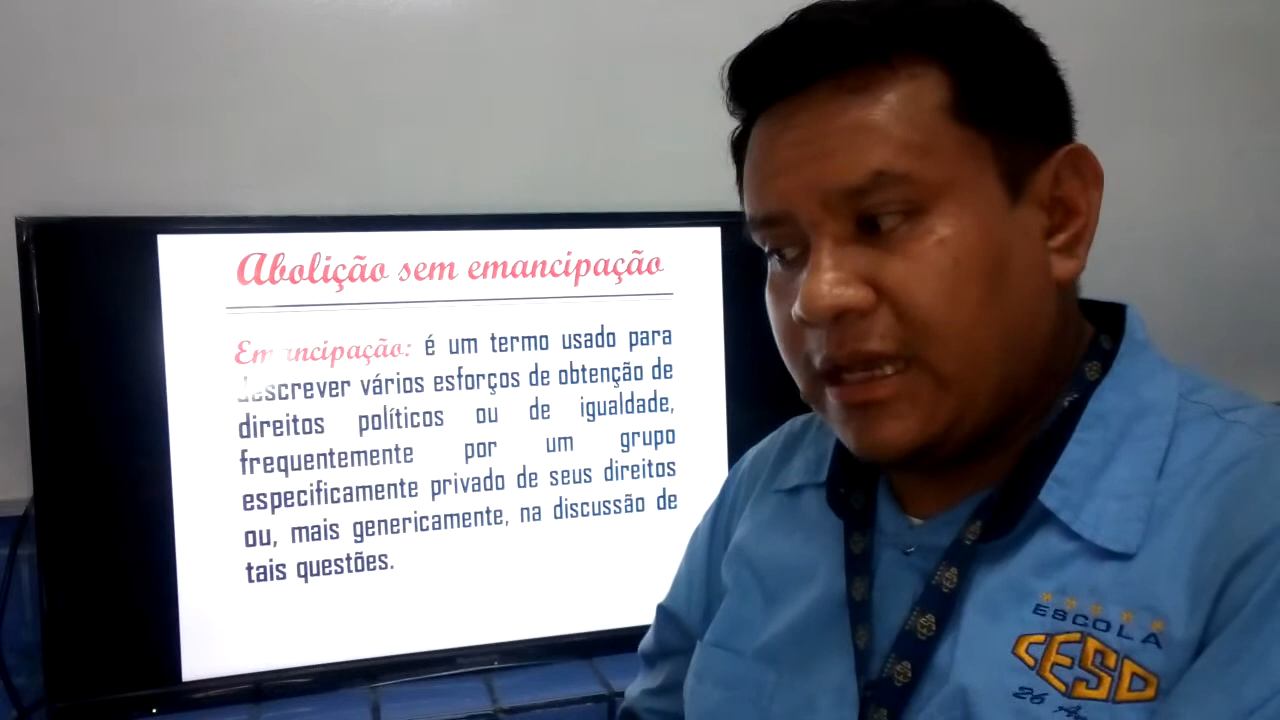 Abolição sem emancipação
Emancipação: é um termo usado para
descrever vários esforços de obtenção de
direitos políticos ou de igualdade,
frequentemente por um grupo
especificamente privado de seus direitos
ou, mais genericamente, na discussão de
tais questões.
ESCOLA
CESD
26